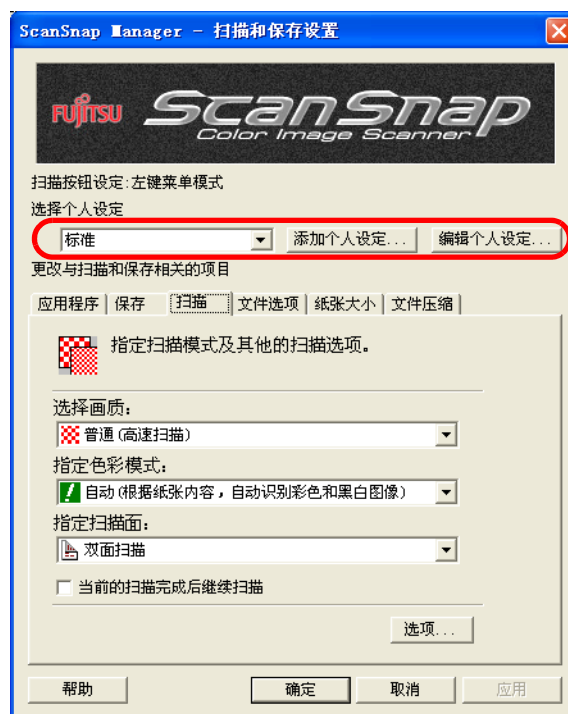 ScanSnap Manager - 扫描和保存设置
FUJITSU ScanSnap
Color Image Scanner
扫描按钮设定:左键菜单模式
选择个人设定
标准 添加个人设定... 编辑个人设定...
更改与扫描和保存相关的项目
应用程序 保存 扫描 文件选项 纸张大小 文件压缩
指定扫描模式及其他的扫描选项。
选择画质:
普通(高速扫描)
指定色彩模式:
自动(根据纸张内容，自动识别彩色和黑白图像)
指定扫描面:
双面扫描
当前的扫描完成后继续扫描
选项...
帮助 确定 取消 应用